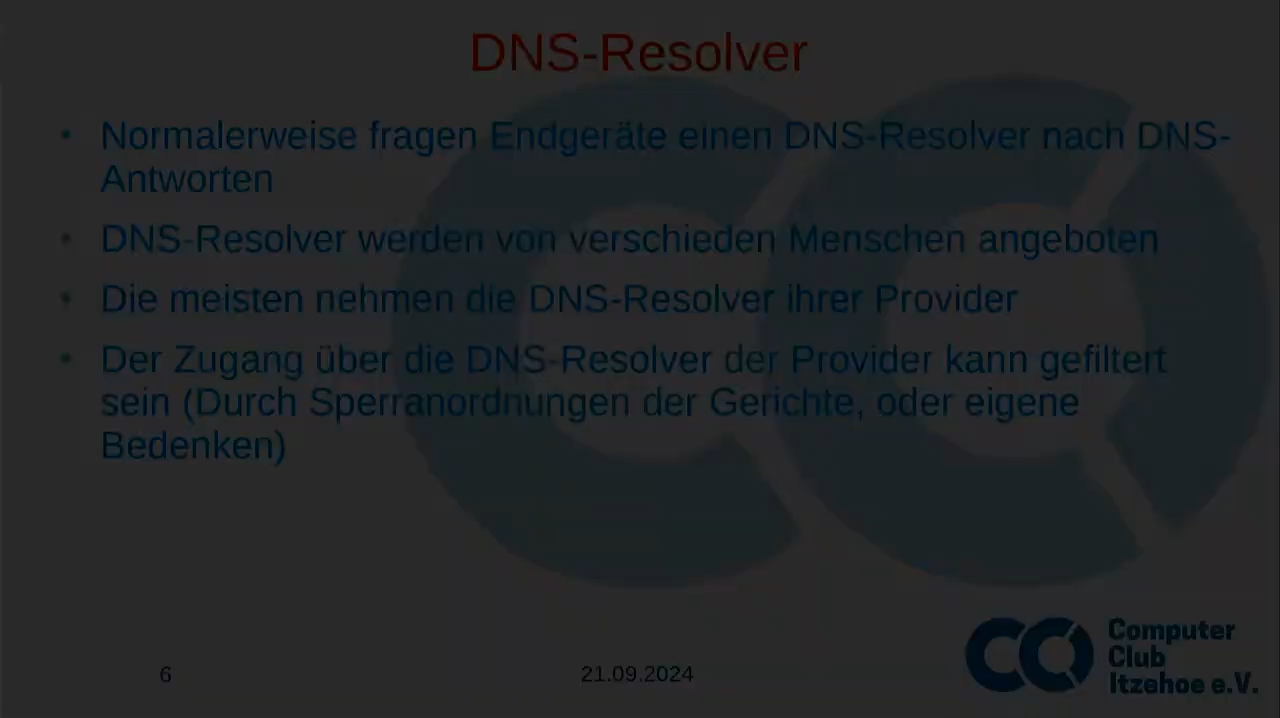 DNS-Resolver
• Normalerweise fragen Endgeräte einen DNS-Resolver nach DNS-
Antworten
• DNS-Resolver werden von verschieden Menschen angeboten
• Die meisten nehmen die DNS-Resolver ihrer Provider
• Der Zugang über die DNS-Resolver der Provider kann gefiltert
sein (Durch Sperranordnungen der Gerichte, oder eigene
Bedenken)
6
21.09.2024
Computer
Club
Itzehoe e.V.